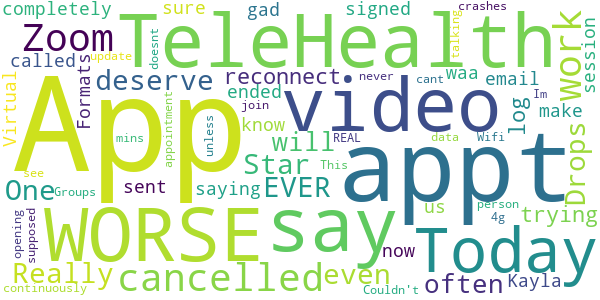 completely
sure
gad
signed
crashes
Zoom
TeleHealth
called
update
doesnt
never
cant
talking
Work
session
Virtual
Formats
deserve
reconnect
waa
email
App
video
appt
log
make
ended
join
Im
know
mins
appointment
unless
will
REAL
data
Wifi
Drops
see
Star
This
us
person
4g
trying
One
Groups
sent
saying
EVER
opening
supposed
WORSE
say
now
Today
Really
even
often
Kayla
continuously
cancelled
Couldn't